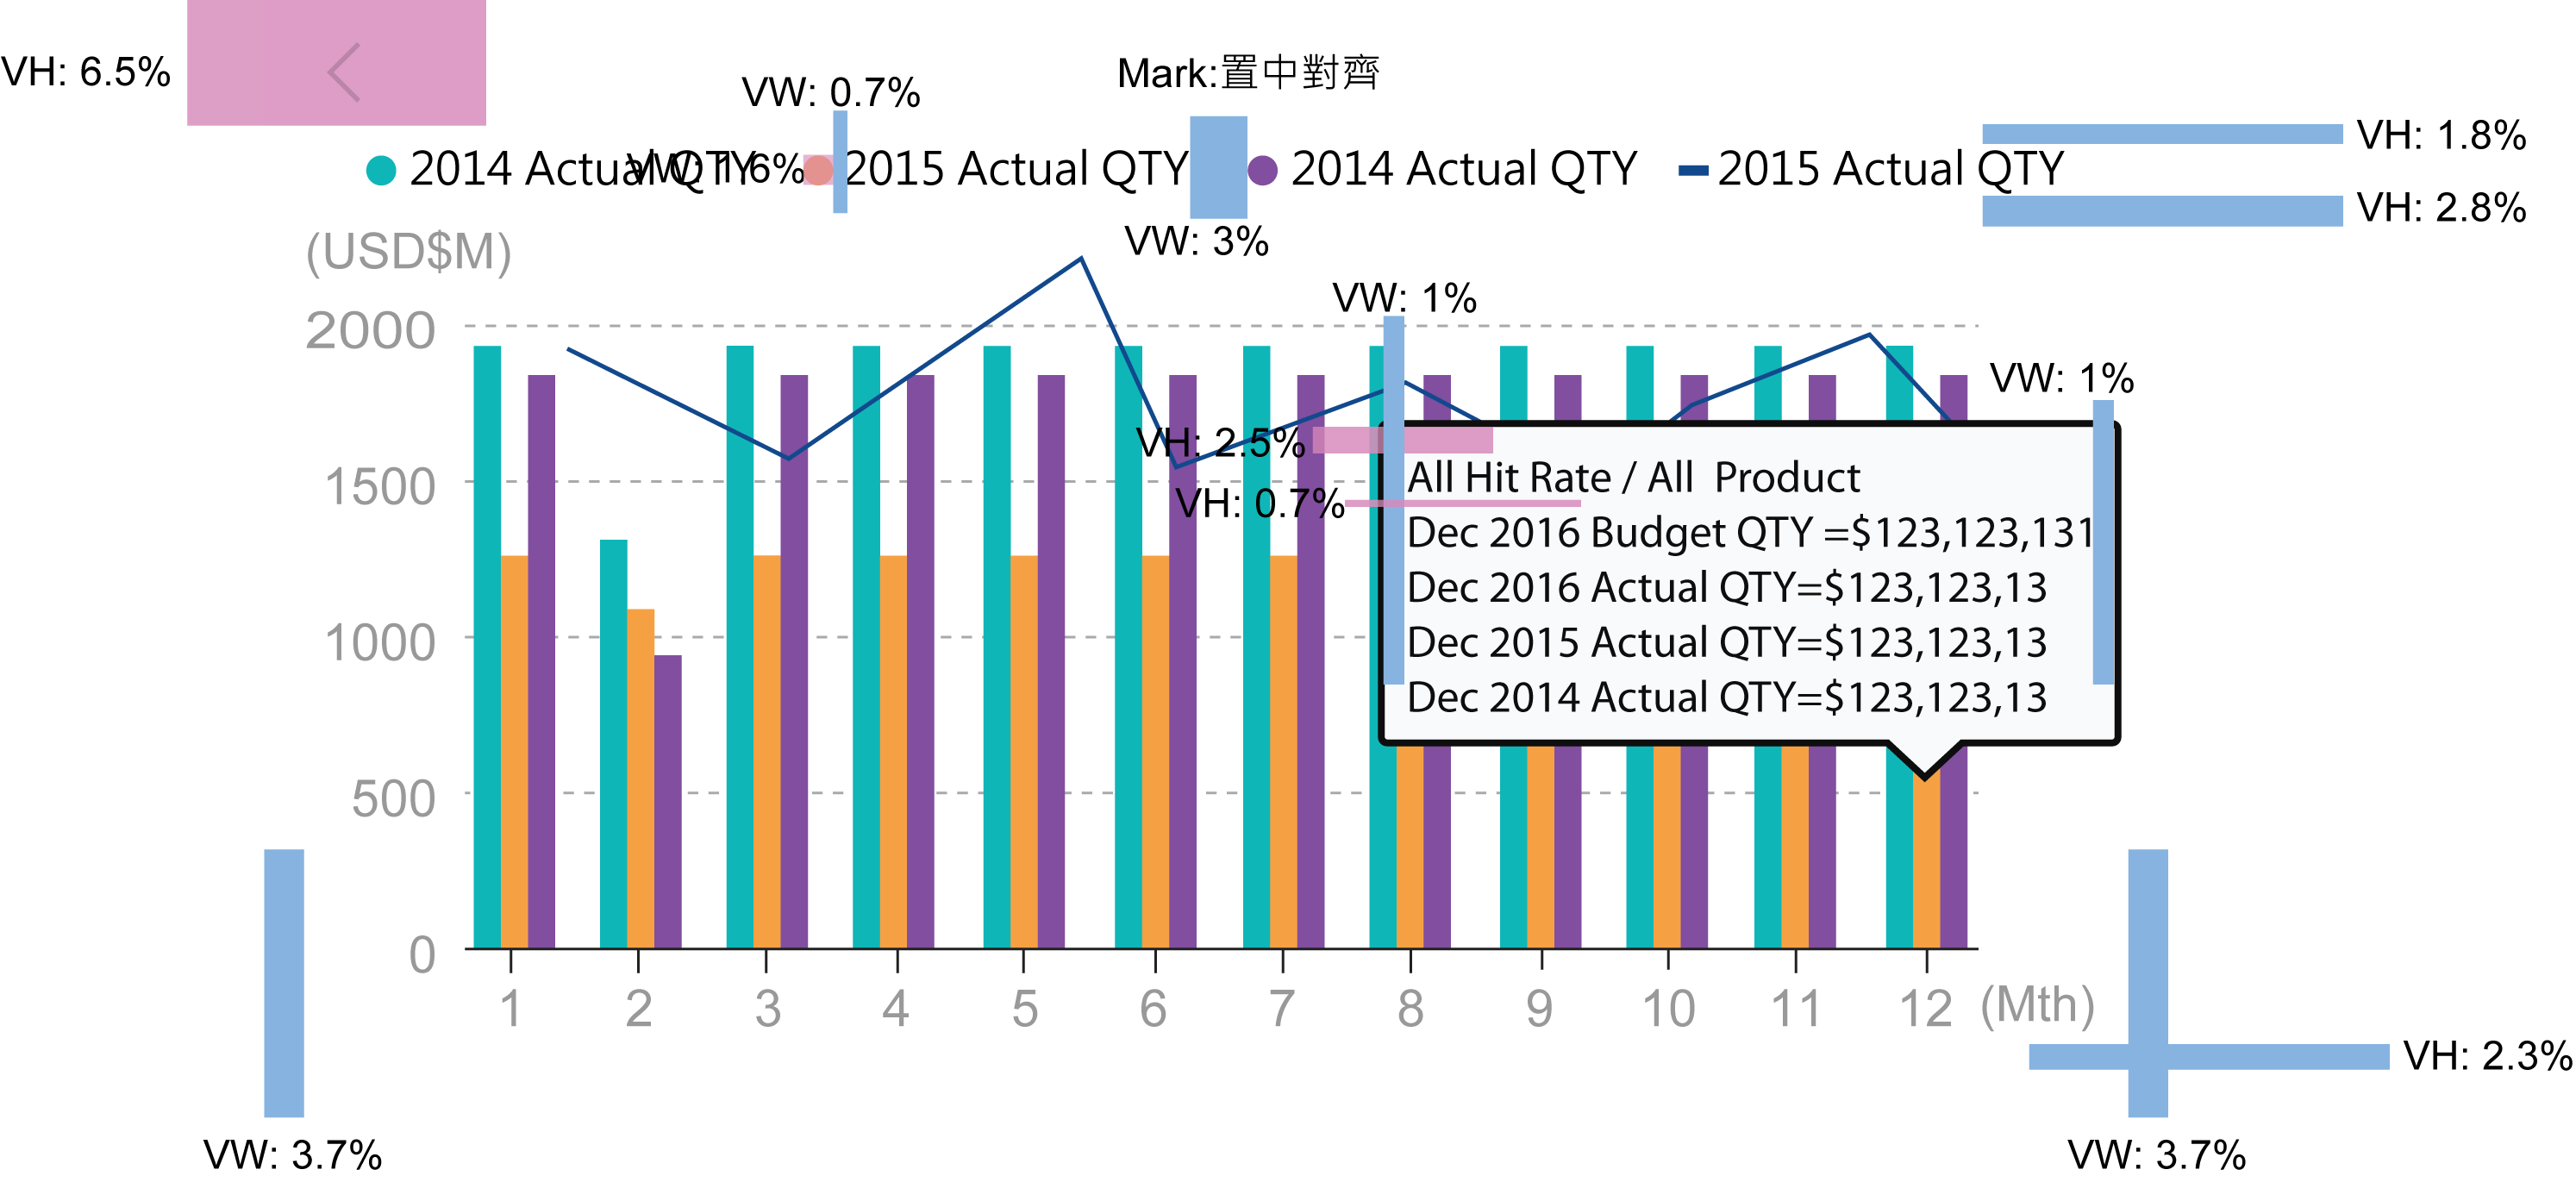 VH: 6.5%
VW: 0.7%
Mark:置中對齊
VH: 1.8%
2014 Actual QTY
VW: 1.6%
2015 Actual QTY
2014 Actual QTY
2015 Actual QTY
VH: 2.8%
(USD$M)
VW: 3%
VW: 1%
2000
VW: 1%
VH: 2.5%
All Hit Rate / All  Product
1500
VH: 0.7%
Dec 2016 Budget QTY =$123,123,131
Dec 2016 Actual QTY=$123,123,13
1000
Dec 2015 Actual QTY=$123,123,13
Dec 2014 Actual QTY=$123,123,13
500
0
1 2 3 4 5 6 7 8 9 10 11 12 (Mth)
VH: 2.3%
VW: 3.7%
VW: 3.7%